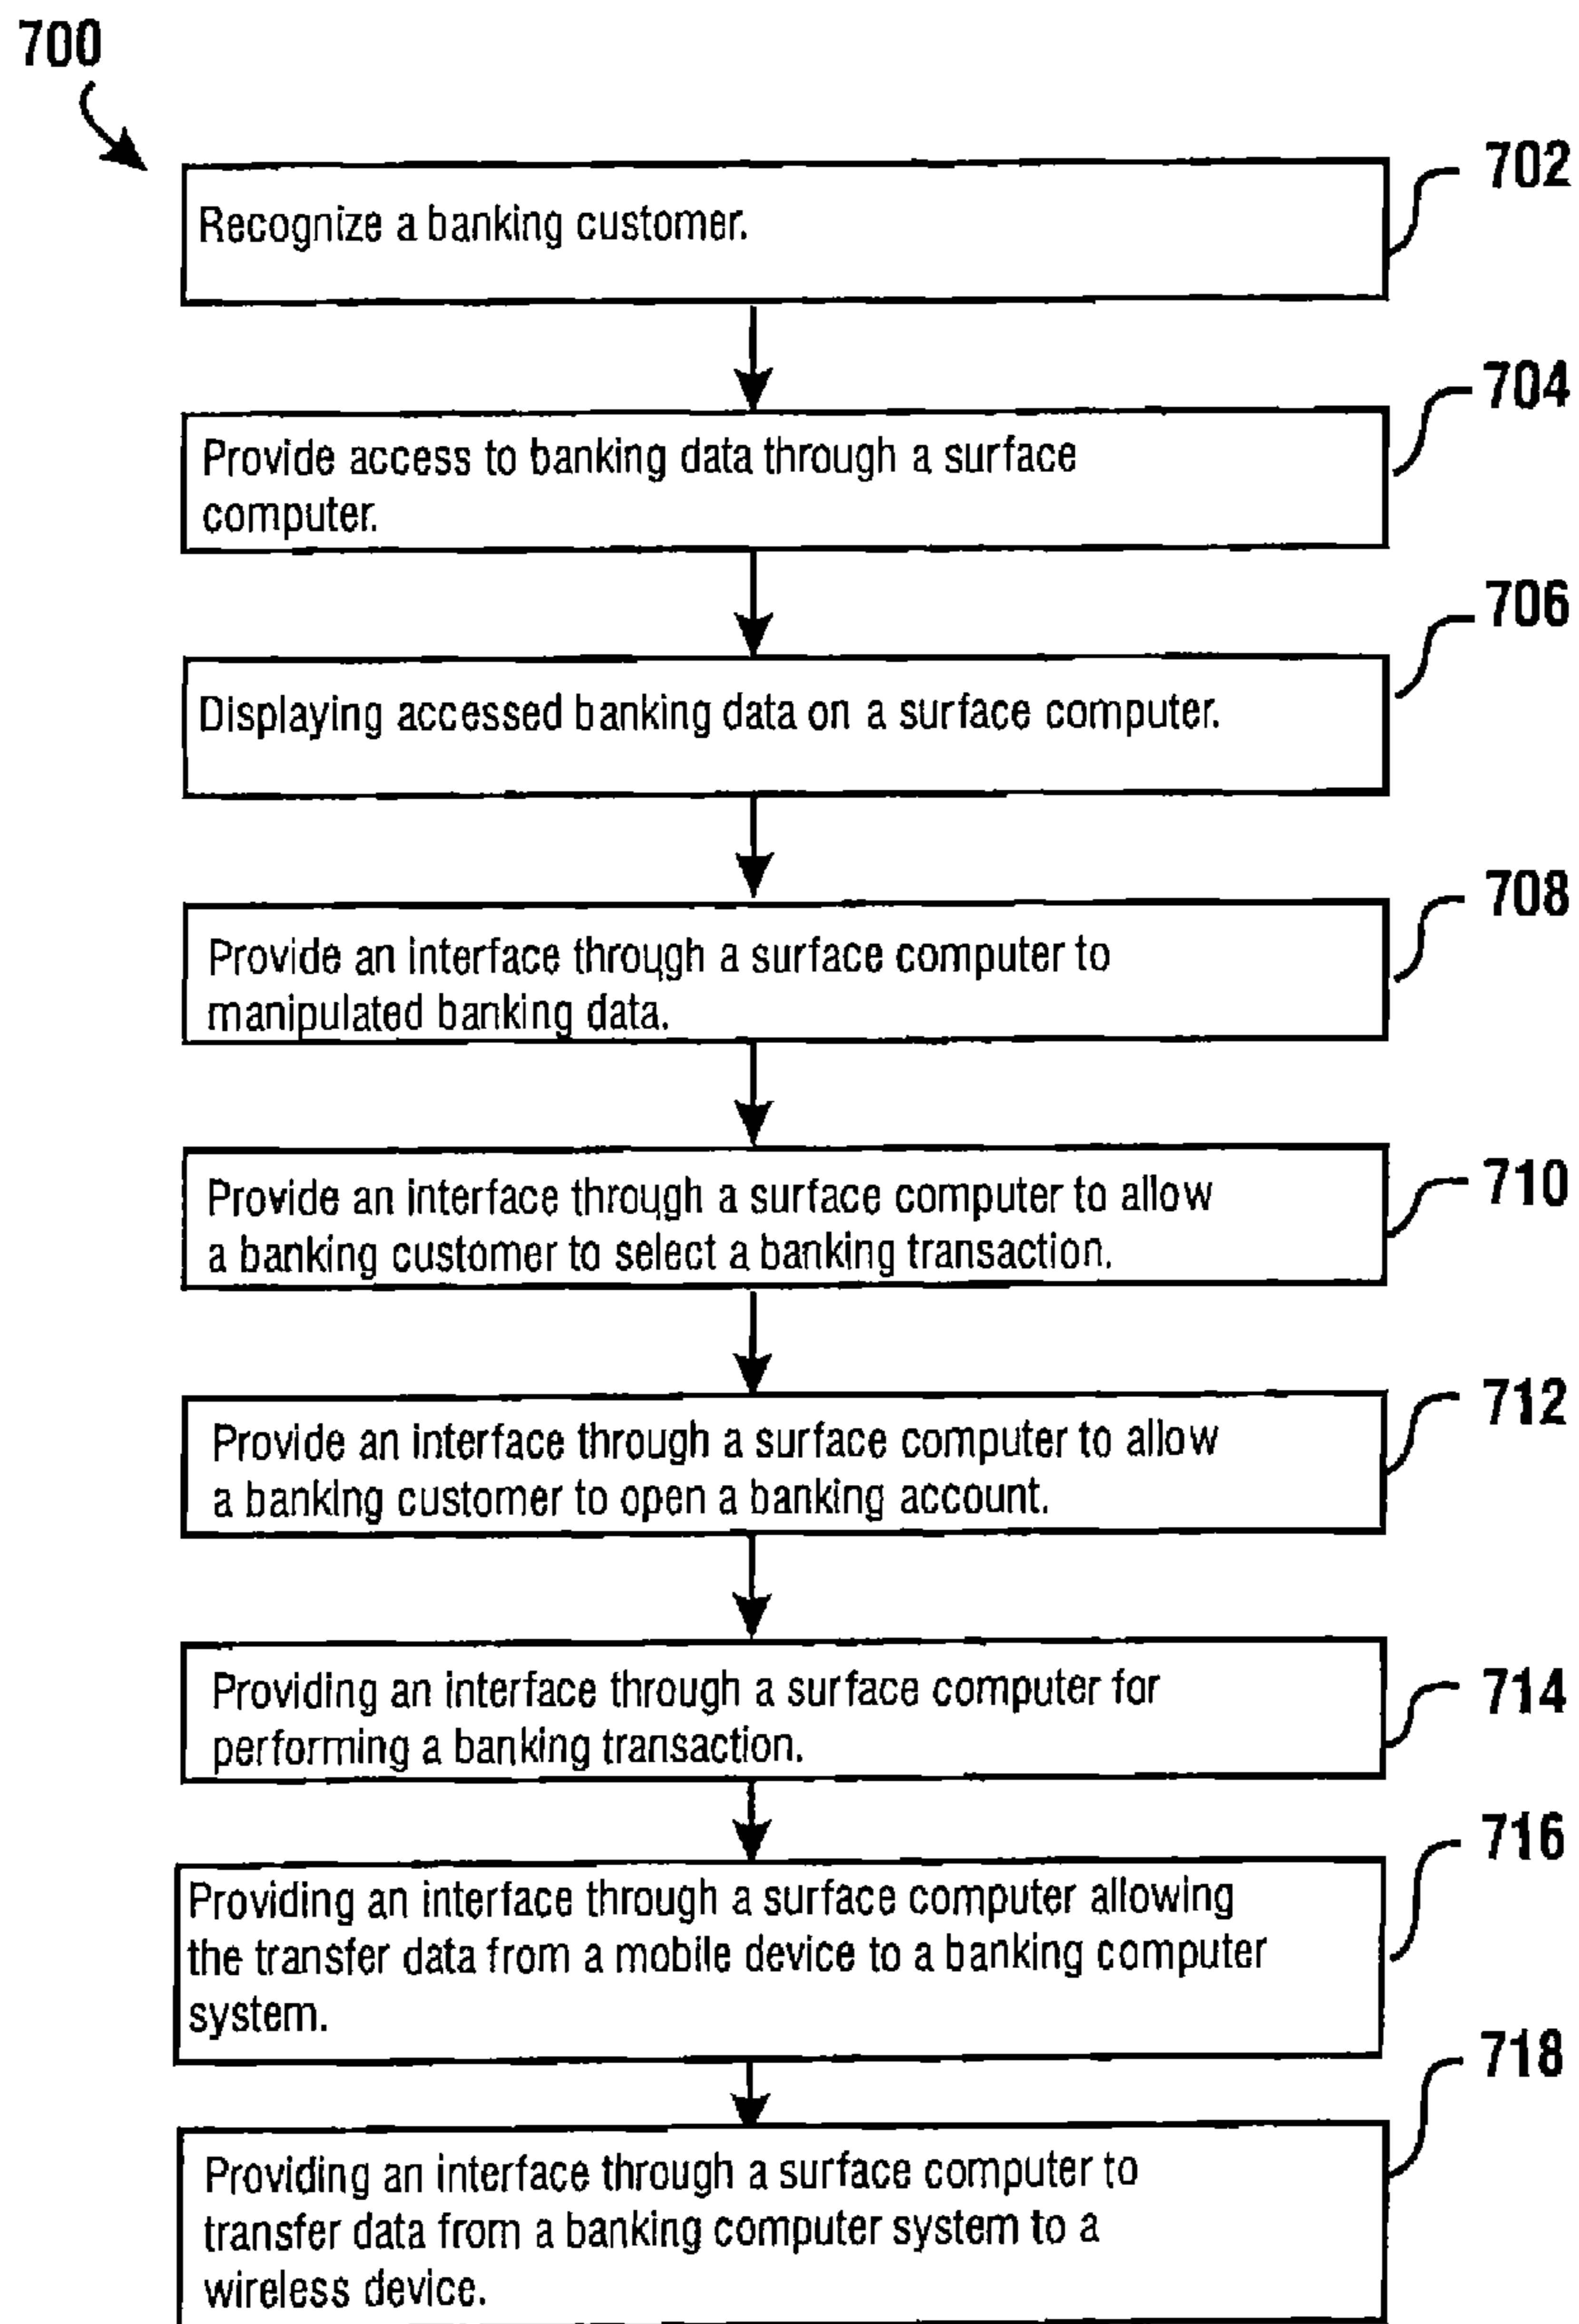 700
702
Recognize a banking customer.
704
Provide access to banking data through a surface
computer.
706
Displaying accessed banking data on a surface computer.
708
Provide an interface through a surface computer to
manipulated banking data.
710
Provide an interface through a surface computer to allow
a banking customer to select a banking transaction.
712
Provide an interface through a surface computer to allow
a banking customer to open a banking account.
714
Providing an interface through a surface computer for
performing a banking transaction.
716
Providing an interface through a surface computer allowing
the transfer data from a mobile device to a banking computer
system.
718
Providing an interface through a surface computer to
transfer data from a banking computer system to a
wireless device.